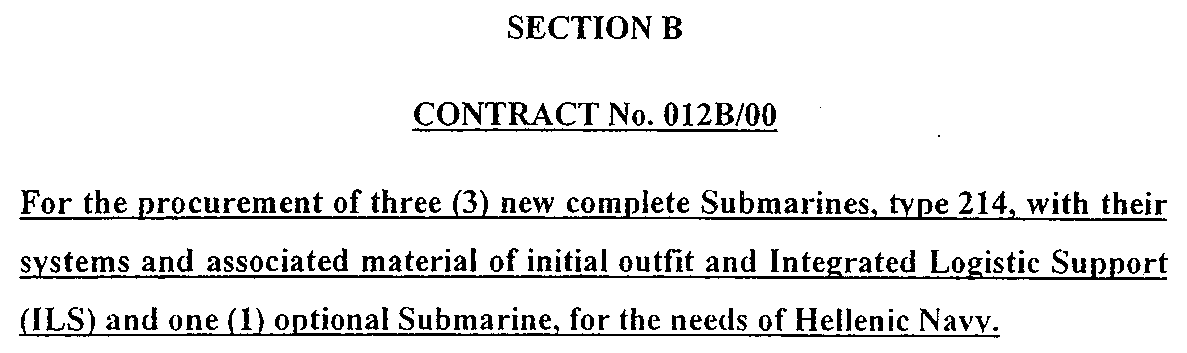 SECTION B
CONTRACT No. 012B/00
For the procurement of three (3) new complete Submarines, type 214, with their
systems and associated material of initial outfit and Integrated Logistic Support
(ILS) and one (1) optional Submarine, for the needs of Hellenic Navy.